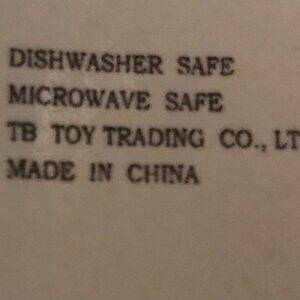 DISHWASHER SAFE
MICROWAVE SAFE
TB TOY TRADING CO., LT
MADE IN CHINA